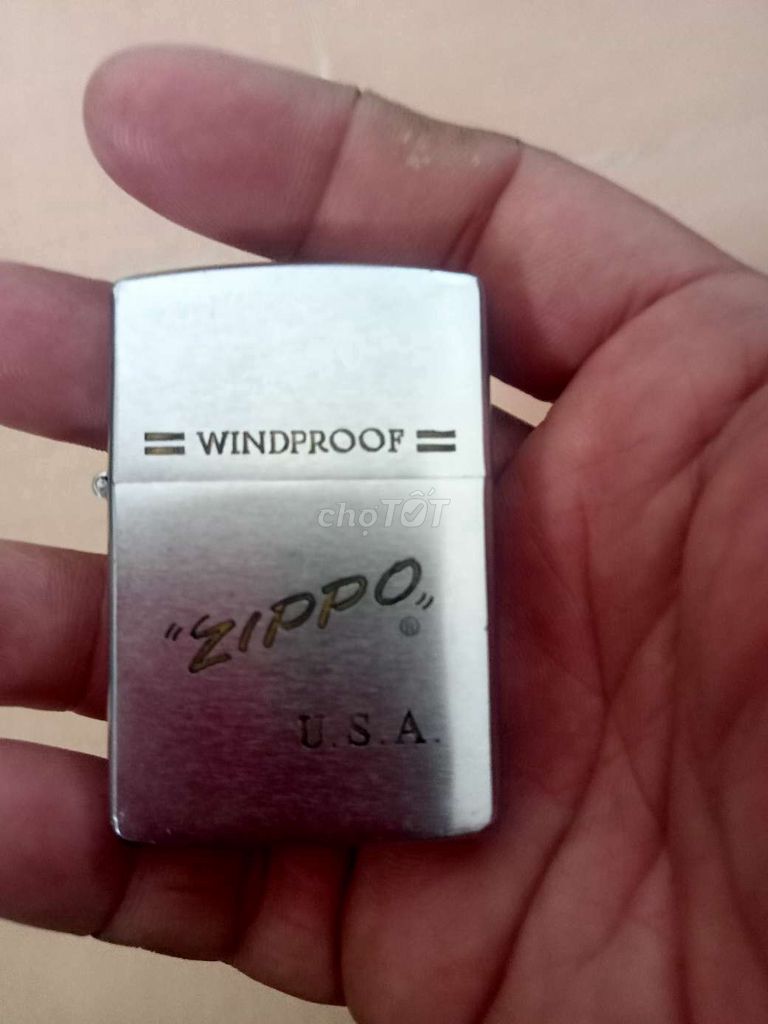 = WINDPROOF =
chợTỐT
"ZIPPO"
®
U.S.A.